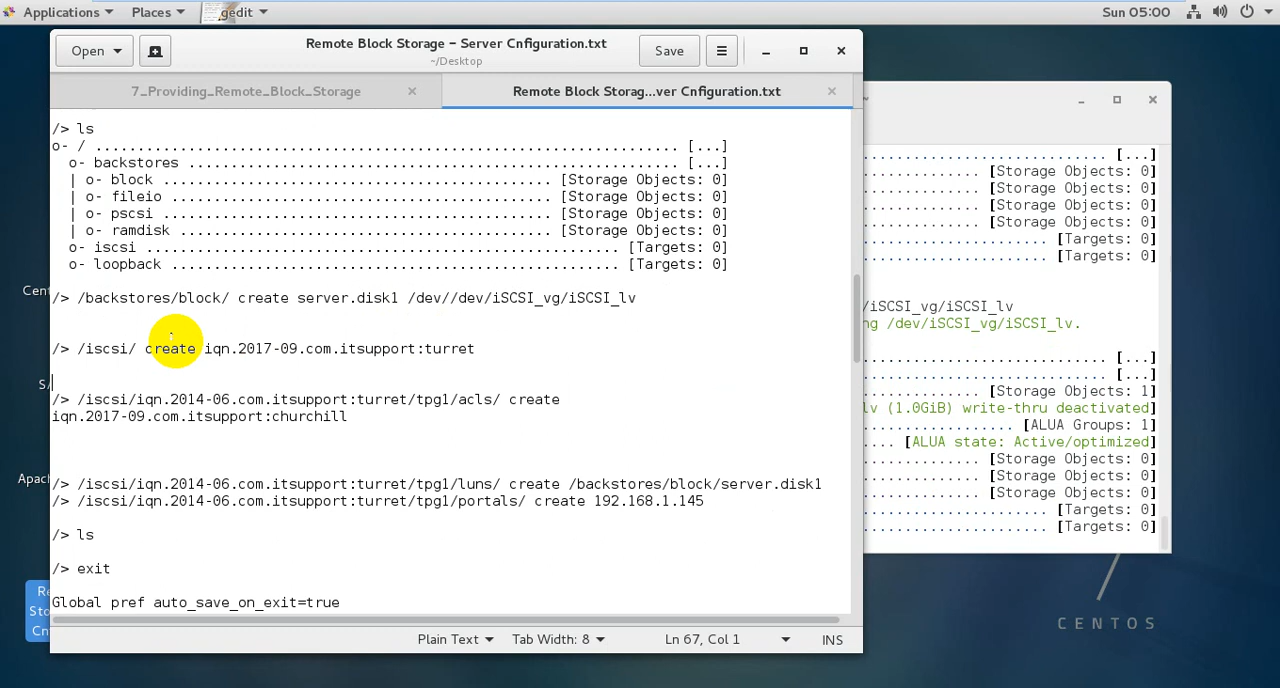 Applications Places gedit Sun 05:00
Open Remote Block Storage – Server Cnfiguration.txt Save
~/Desktop
7_Providing_Remote_Block_Storage Remote Block Storag...ver Cnfiguration.txt
/> ls
o- / ..................................................................... [...]
o- backstores .......................................................... [...]
| o- block .............................................. [Storage Objects: 0]
| o- fileio ............................................. [Storage Objects: 0]
| o- pscsi .............................................. [Storage Objects: 0]
| o- ramdisk ............................................ [Storage Objects: 0]
o- iscsi ........................................................ [Targets: 0]
o- loopback ..................................................... [Targets: 0]
/> /backstores/block/ create server.disk1 /dev//dev/iSCSI_vg/iSCSI_lv
/> /iscsi/ create iqn.2017-09.com.itsupport:turret
/> /iscsi/iqn.2014-06.com.itsupport:turret/tpg1/acls/ create
iqn.2017-09.com.itsupport:churchill
/> /iscsi/iqn.2014-06.com.itsupport:turret/tpg1/luns/ create /backstores/block/server.disk1
/> /iscsi/iqn.2014-06.com.itsupport:turret/tpg1/portals/ create 192.168.1.145
/> ls
/> exit
Global pref auto_save_on_exit=true
Plain Text Tab Width: 8 Ln 67, Col 1 INS
~
............................. [...]
.............. [Storage Objects: 0]
.............. [Storage Objects: 0]
.............. [Storage Objects: 0]
.............. [Storage Objects: 0]
...................... [Targets: 0]
...................... [Targets: 0]
/iSCSI_vg/iSCSI_lv
ng /dev/iSCSI_vg/iSCSI_lv.
............................. [...]
............................. [...]
.............. [Storage Objects: 1]
lv (1.0GiB) write-thru deactivated]
.................. [ALUA Groups: 1]
.... [ALUA state: Active/optimized]
.............. [Storage Objects: 0]
.............. [Storage Objects: 0]
.............. [Storage Objects: 0]
...................... [Targets: 0]
...................... [Targets: 0]
Cen
S/
Apac
Re
Sto
Cn
7
CENTOS